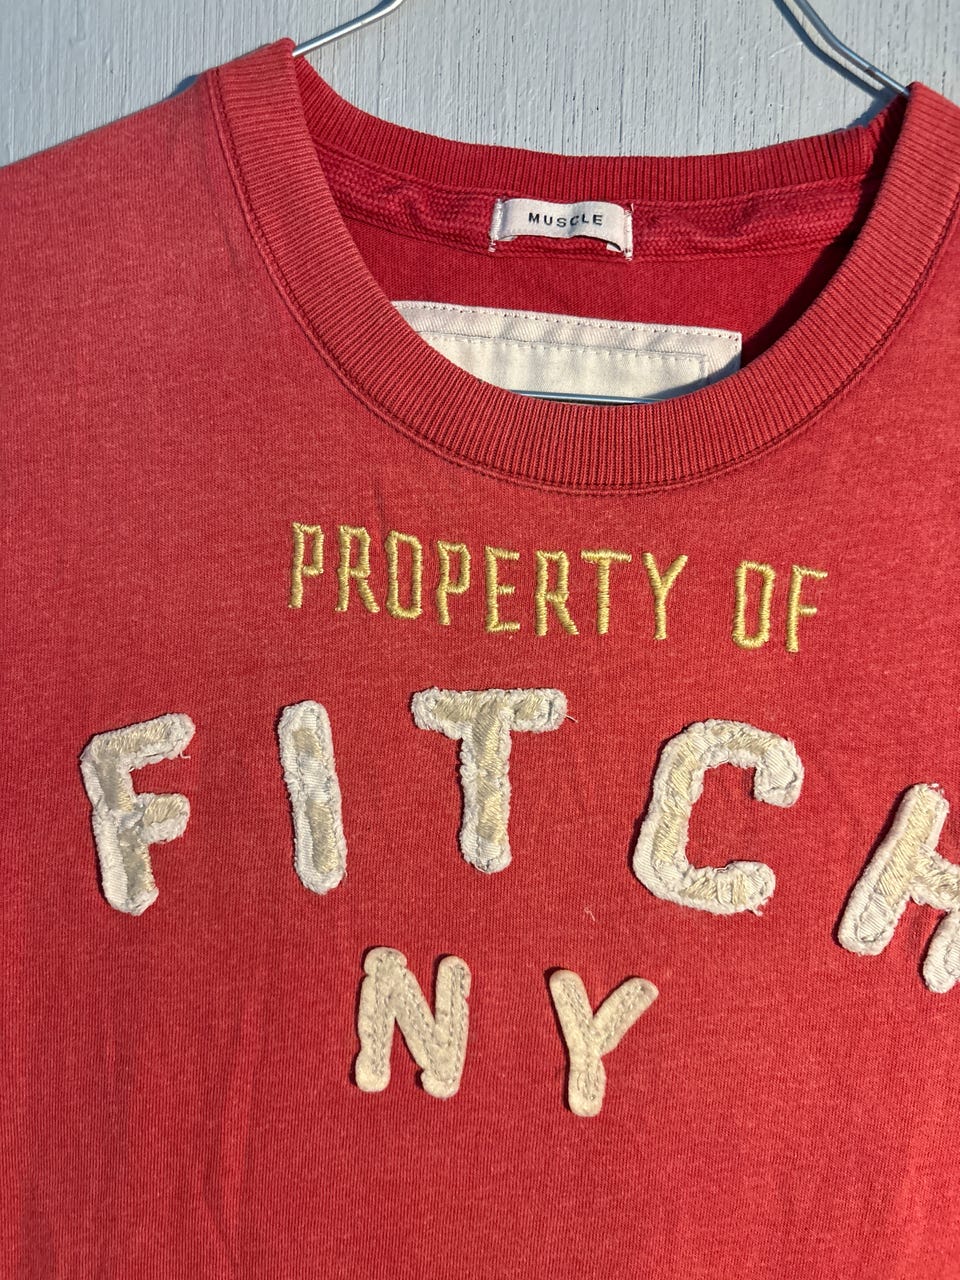 MUSCLE
PROPERTY OF
FITCH
NY